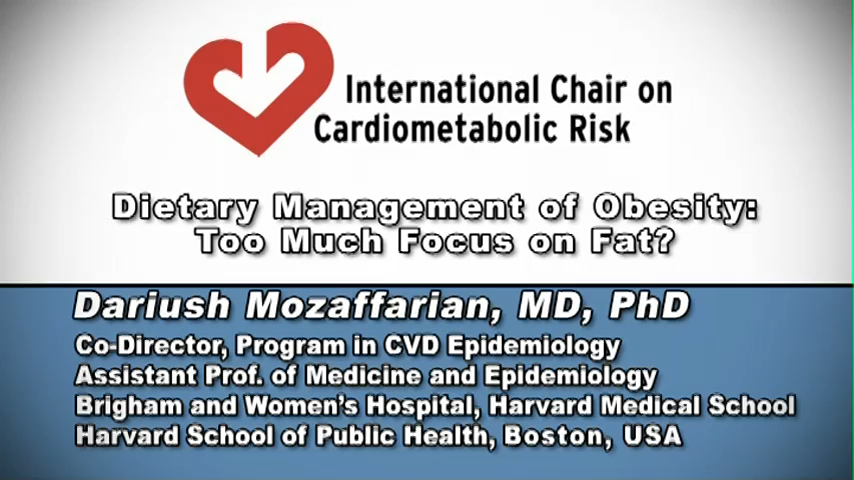 International Chair on
Cardiometabolic Risk
Dietary Management of Obesity:
Too Much Focus on Fat?
Dariush Mozaffarian, MD, PhD
Co-Director, Program in CVD Epidemiology
Assistant Prof. of Medicine and Epidemiology
Brigham and Women's Hospital, Harvard Medical School
Harvard School of Public Health, Boston, USA